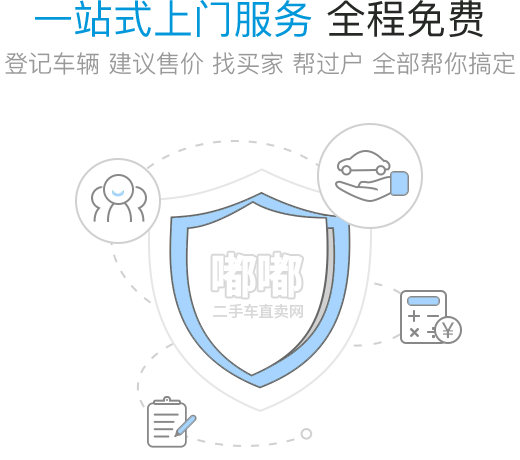 一站式上门服务 全程免费
登记车辆 建议售价 找买家 帮过户 全部帮你搞定
嘟嘟
二手车直卖网
¥